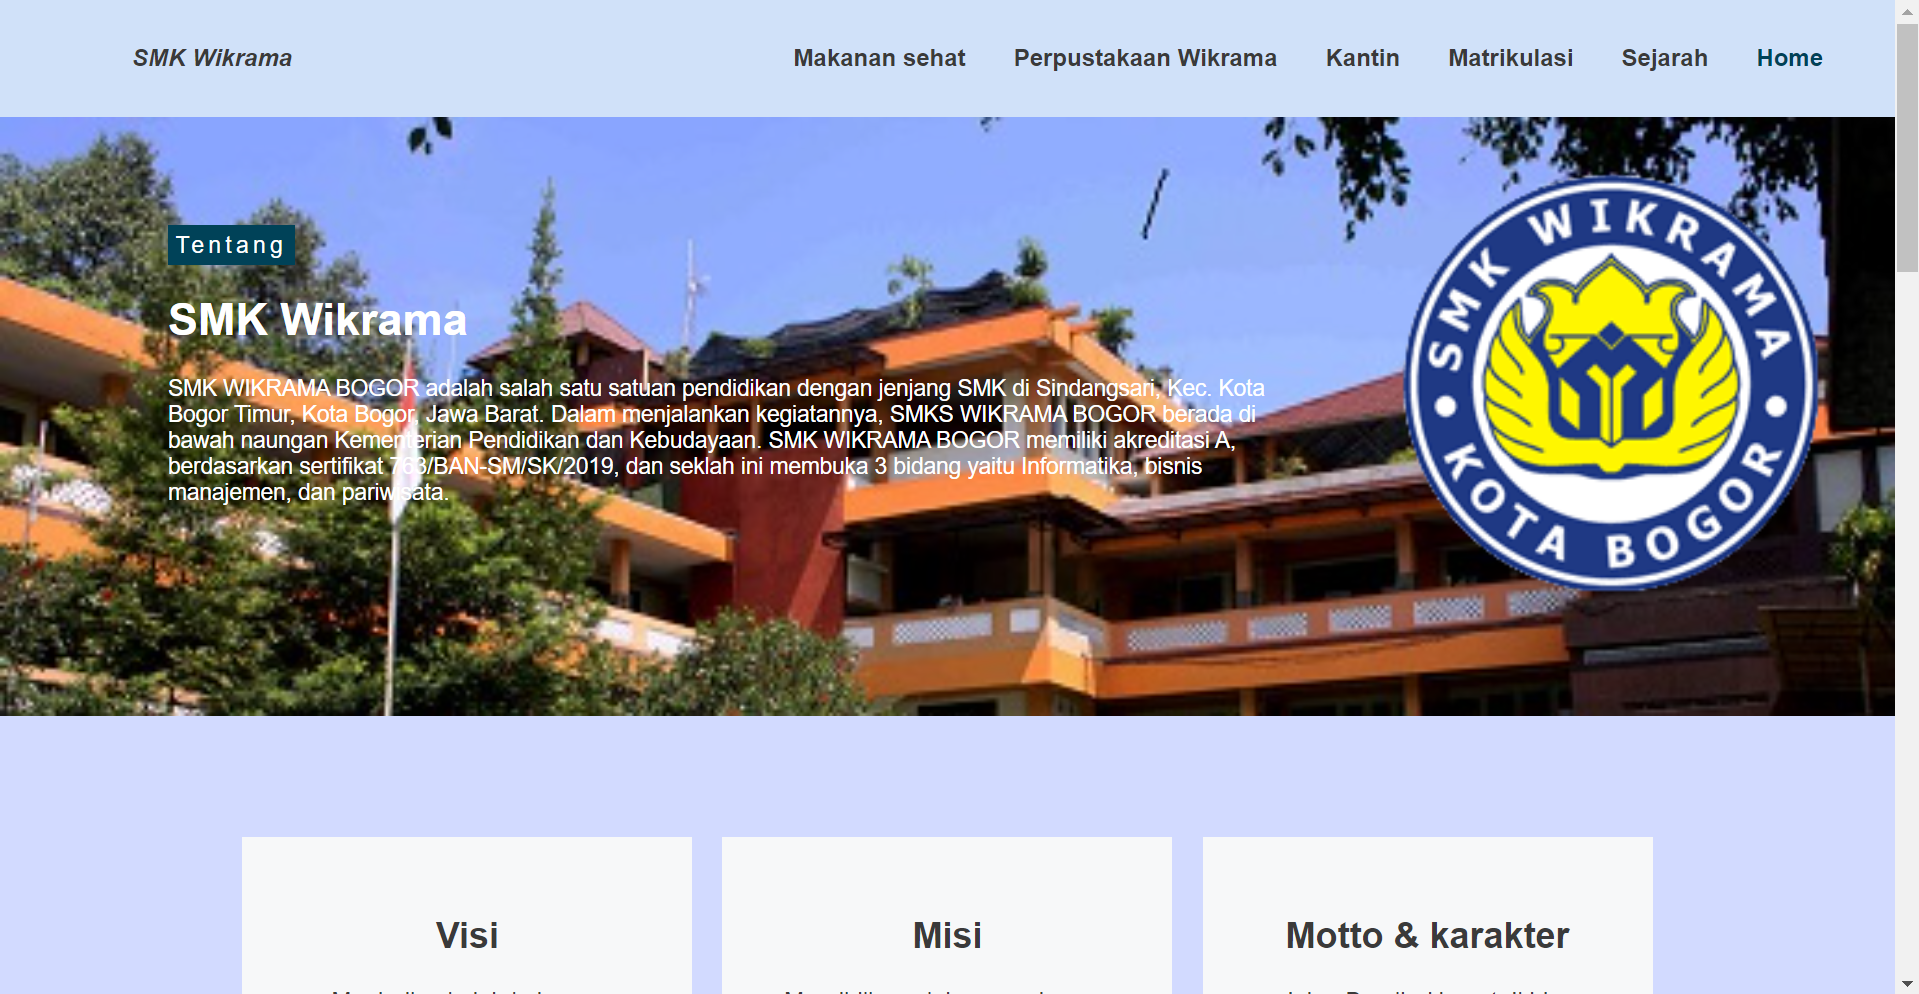 SMK Wikrama
Makanan sehat Perpustakaan Wikrama Kantin Matrikulasi Sejarah Home
Tentang
SMK Wikrama
SMK WIKRAMA BOGOR adalah salah satu satuan pendidikan dengan jenjang SMK di Sindangsari, Kec. Kota
Bogor Timur, Kota Bogor, Jawa Barat. Dalam menjalankan kegiatannya, SMKS WIKRAMA BOGOR berada di
bawah naungan Kementerian Pendidikan dan Kebudayaan. SMK WIKRAMA BOGOR memiliki akreditasi A,
berdasarkan sertifikat 763/BAN-SM/SK/2019, dan seklah ini membuka 3 bidang yaitu Informatika, bisnis
manajemen, dan pariwisata.
SMK WIKRAMA
KOTA BOGOR
Visi
Misi
Motto & karakter